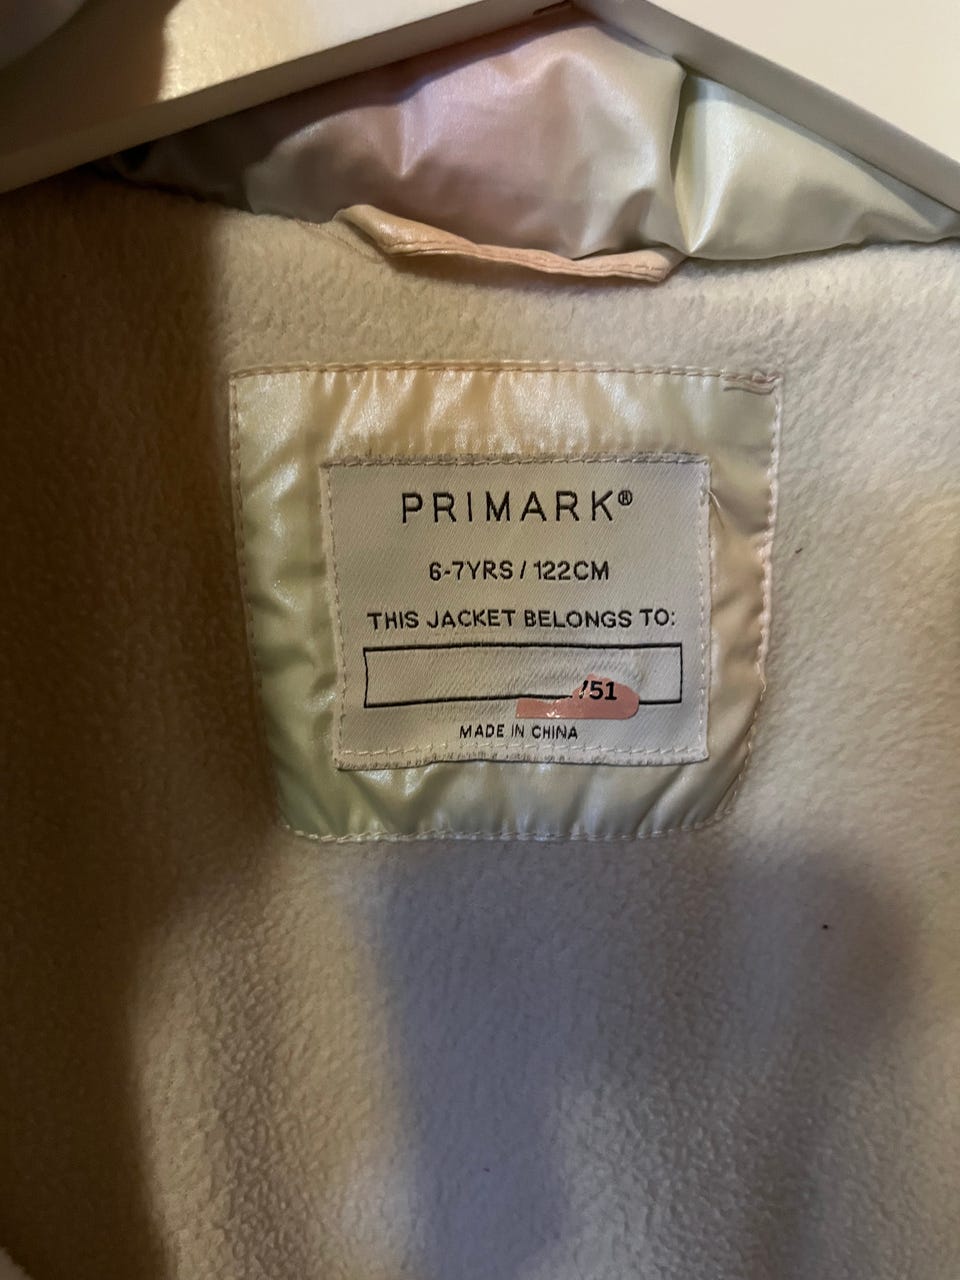 PRIMARK®
6-7YRS / 122CM
THIS JACKET BELONGS TO:
/51
MADE IN CHINA